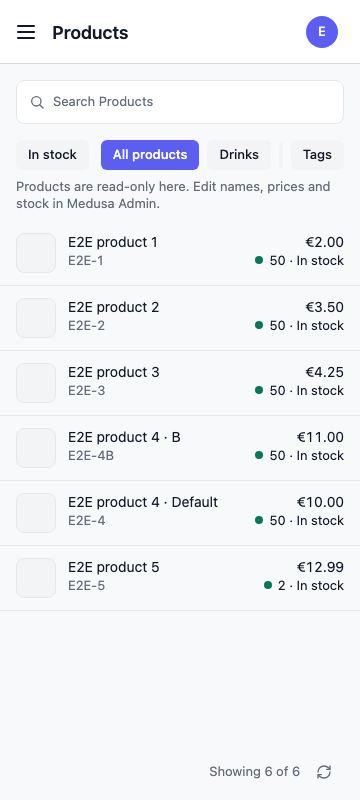 Products
E
Search Products
In stock
All products
Drinks
Tags
Products are read-only here. Edit names, prices and
stock in Medusa Admin.
E2E product 1
€2.00
E2E-1
50 · In stock
E2E product 2
€3.50
E2E-2
50 · In stock
E2E product 3
€4.25
E2E-3
50 · In stock
E2E product 4 · B
€11.00
E2E-4B
50 · In stock
E2E product 4 · Default
€10.00
E2E-4
50 · In stock
E2E product 5
€12.99
E2E-5
2 · In stock
Showing 6 of 6